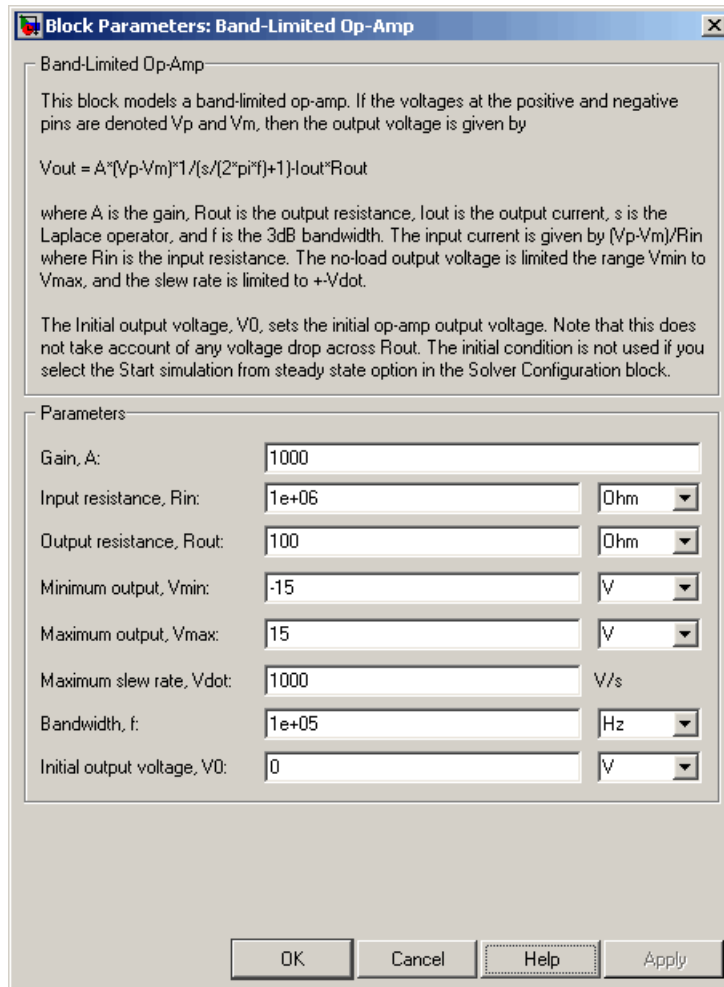 Block Parameters: Band-Limited Op-Amp
Band-Limited Op-Amp
This block models a band-limited op-amp. If the voltages at the positive and negative
pins are denoted Vp and Vm, then the output voltage is given by
Vout = A*(Vp-Vm)*1/(s/(2*pi*f)+1)-Iout*Rout
where A is the gain, Rout is the output resistance, Iout is the output current, s is the
Laplace operator, and f is the 3dB bandwidth. The input current is given by (Vp-Vm)/Rin
where Rin is the input resistance. The no-load output voltage is limited the range Vmin to
Vmax, and the slew rate is limited to +-Vdot.
The Initial output voltage, V0, sets the initial op-amp output voltage. Note that this does
not take account of any voltage drop across Rout. The initial condition is not used if you
select the Start simulation from steady state option in the Solver Configuration block.
Parameters
Gain, A: 1000
Input resistance, Rin: 1e+06 Ohm
Output resistance, Rout: 100 Ohm
Minimum output, Vmin: -15 V
Maximum output, Vmax: 15 V
Maximum slew rate, Vdot: 1000 V/s
Bandwidth, f: 1e+05 Hz
Initial output voltage, V0: 0 V
OK Cancel Help Apply